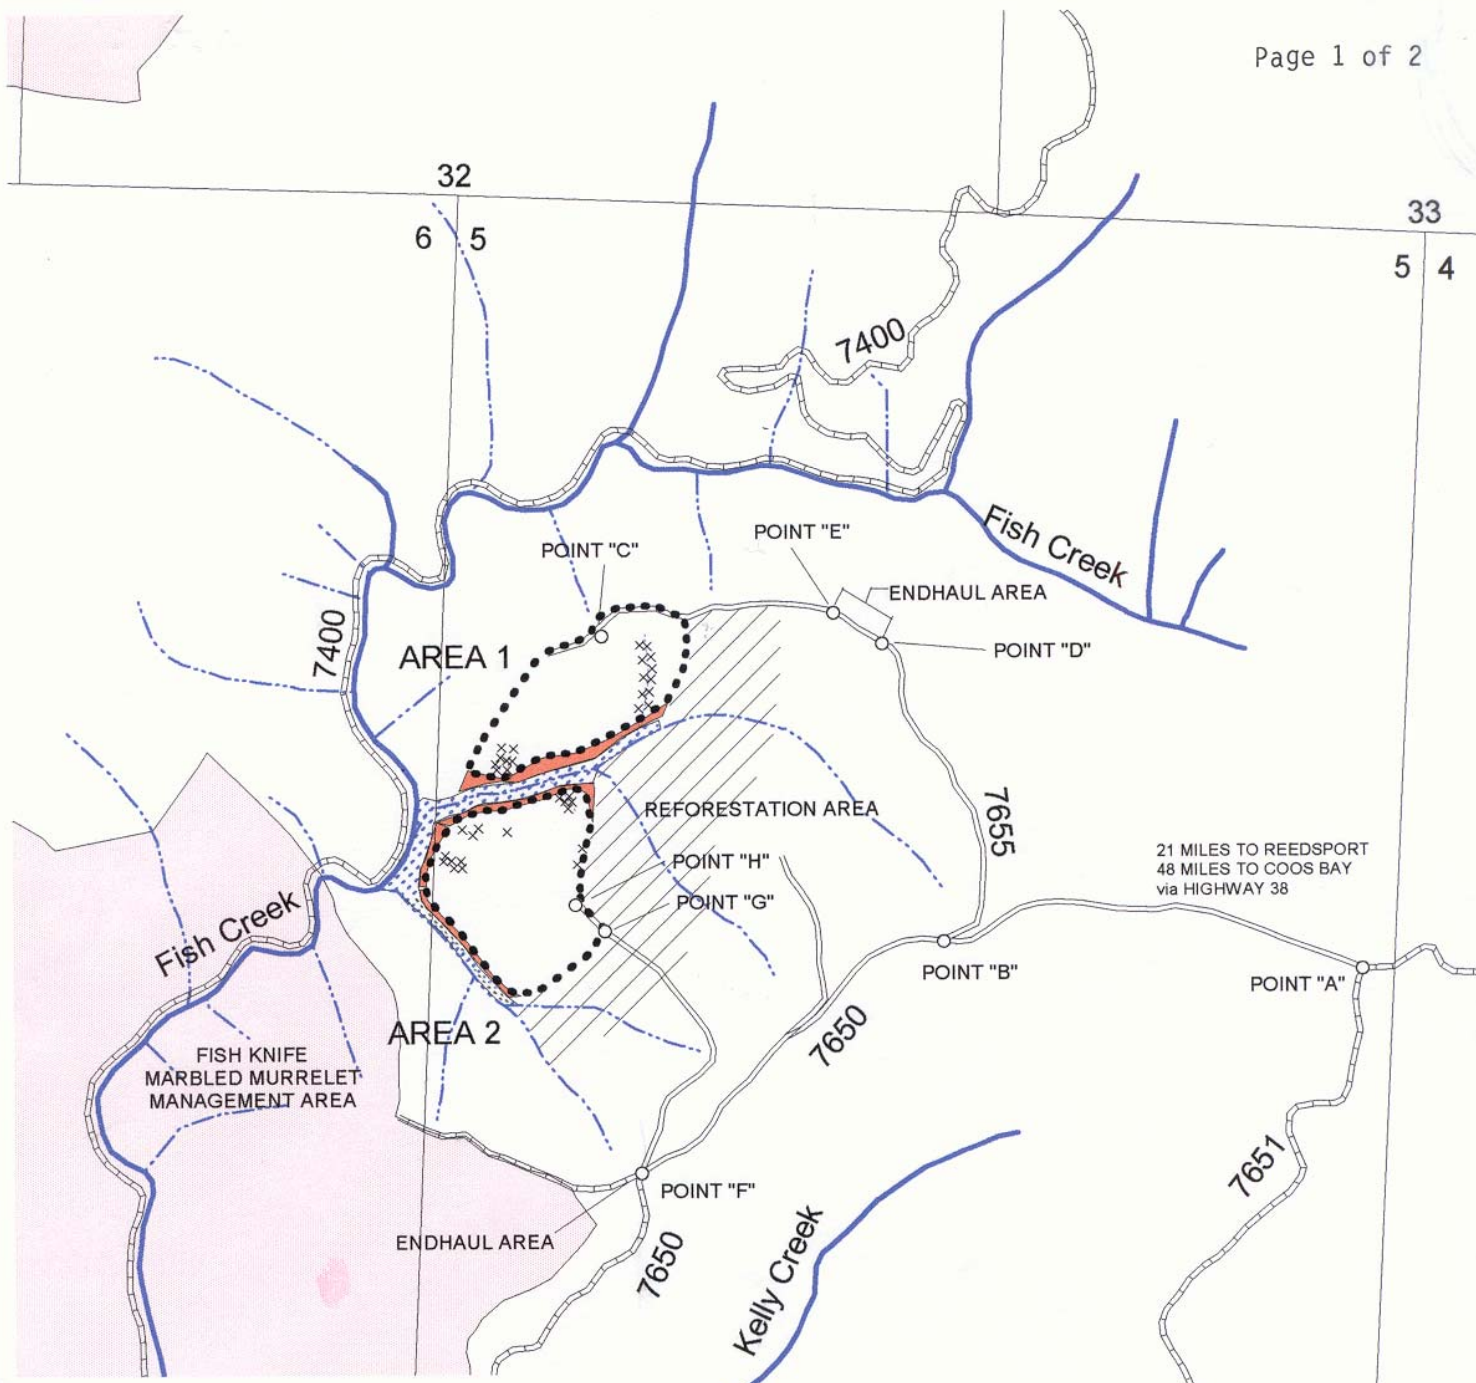 Page 1 of 2
32
33
6 5
5 4
7400
Fish Creek
POINT "E"
POINT "C"
ENDHAUL AREA
7400
POINT "D"
AREA 1
REFORESTATION AREA
7655
POINT "H"
21 MILES TO REEDSPORT
48 MILES TO COOS BAY
via HIGHWAY 38
POINT "G"
Fish Creek
POINT "B"
POINT "A"
AREA 2
7650
FISH KNIFE
MARBLED MURRELET
MANAGEMENT AREA
7651
POINT "F"
ENDHAUL AREA
7650
Kelly Creek